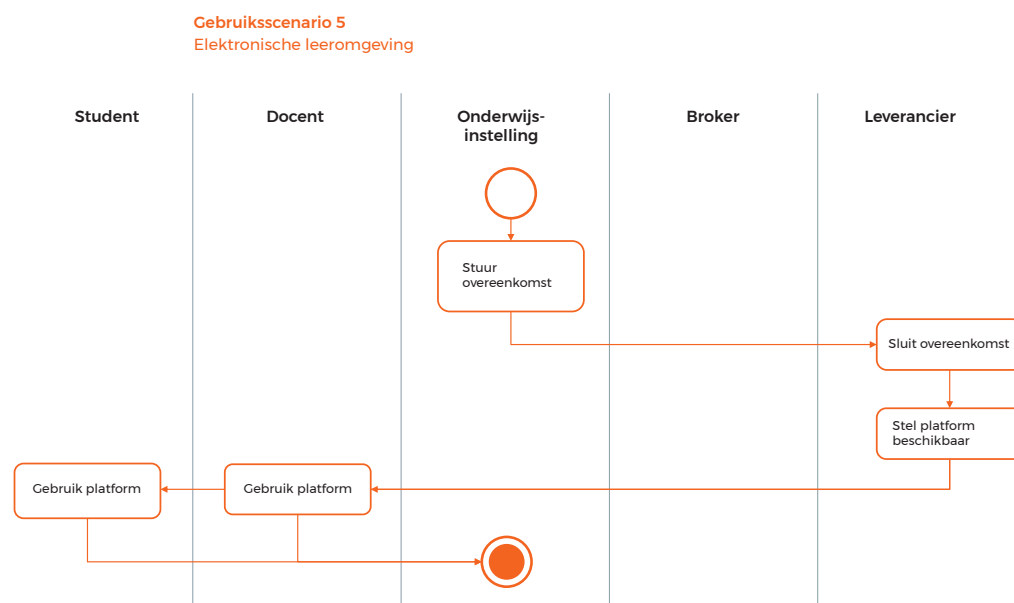 Gebruiksscenario 5
Elektronische leeromgeving
Student
Docent
Onderwijs-
instelling
Broker
Leverancier
Stuur
overeenkomst
Sluit overeenkomst
Stel platform
beschikbaar
Gebruik platform
Gebruik platform